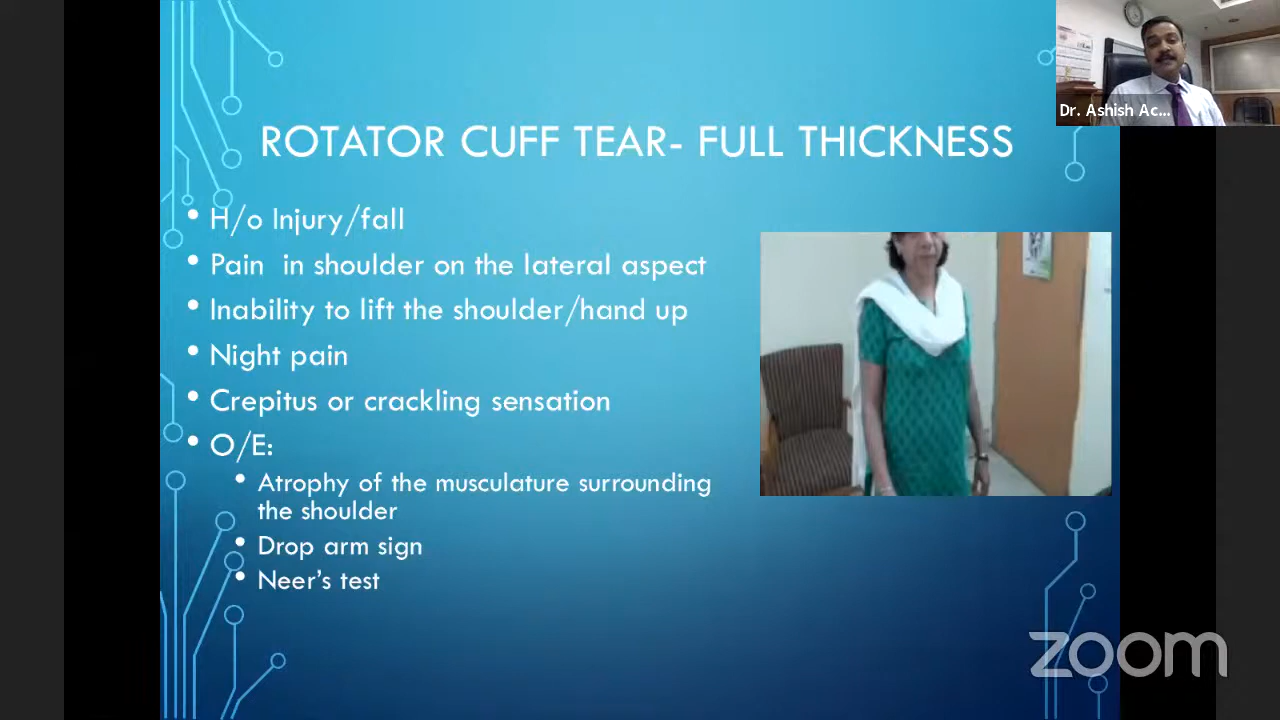 Dr. Ashish Ac...
ROTATOR CUFF TEAR- FULL THICKNESS
• H/o Injury/fall
• Pain in shoulder on the lateral aspect
• Inability to lift the shoulder/hand up
• Night pain
• Crepitus or crackling sensation
• O/E:
• Atrophy of the musculature surrounding
the shoulder
• Drop arm sign
• Neer's test
zoom